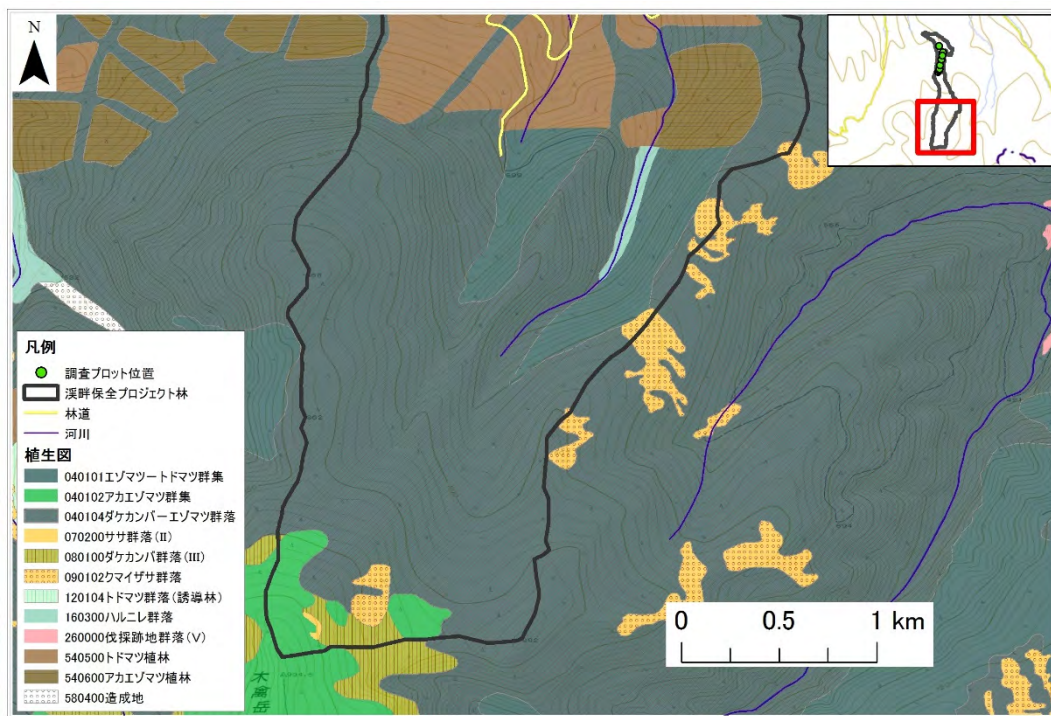 N
凡例
調査プロット位置
渓畔保全プロジェクト林
林道
河川
植生図
040101エゾマツートドマツ群集
040102アカエゾマツ群集
040104ダケカンバーエゾマツ群落
070200ササ群落(II)
080100ダケカンバ群落(III)
090102クマイザサ群落
120104トドマツ群落(誘導林)
160300ハルニレ群落
260000伐採跡地群落(V)
540500トドマツ植林
540600アカエゾマツ植林
580400造成地
0 0.5 1 km
木禽岳